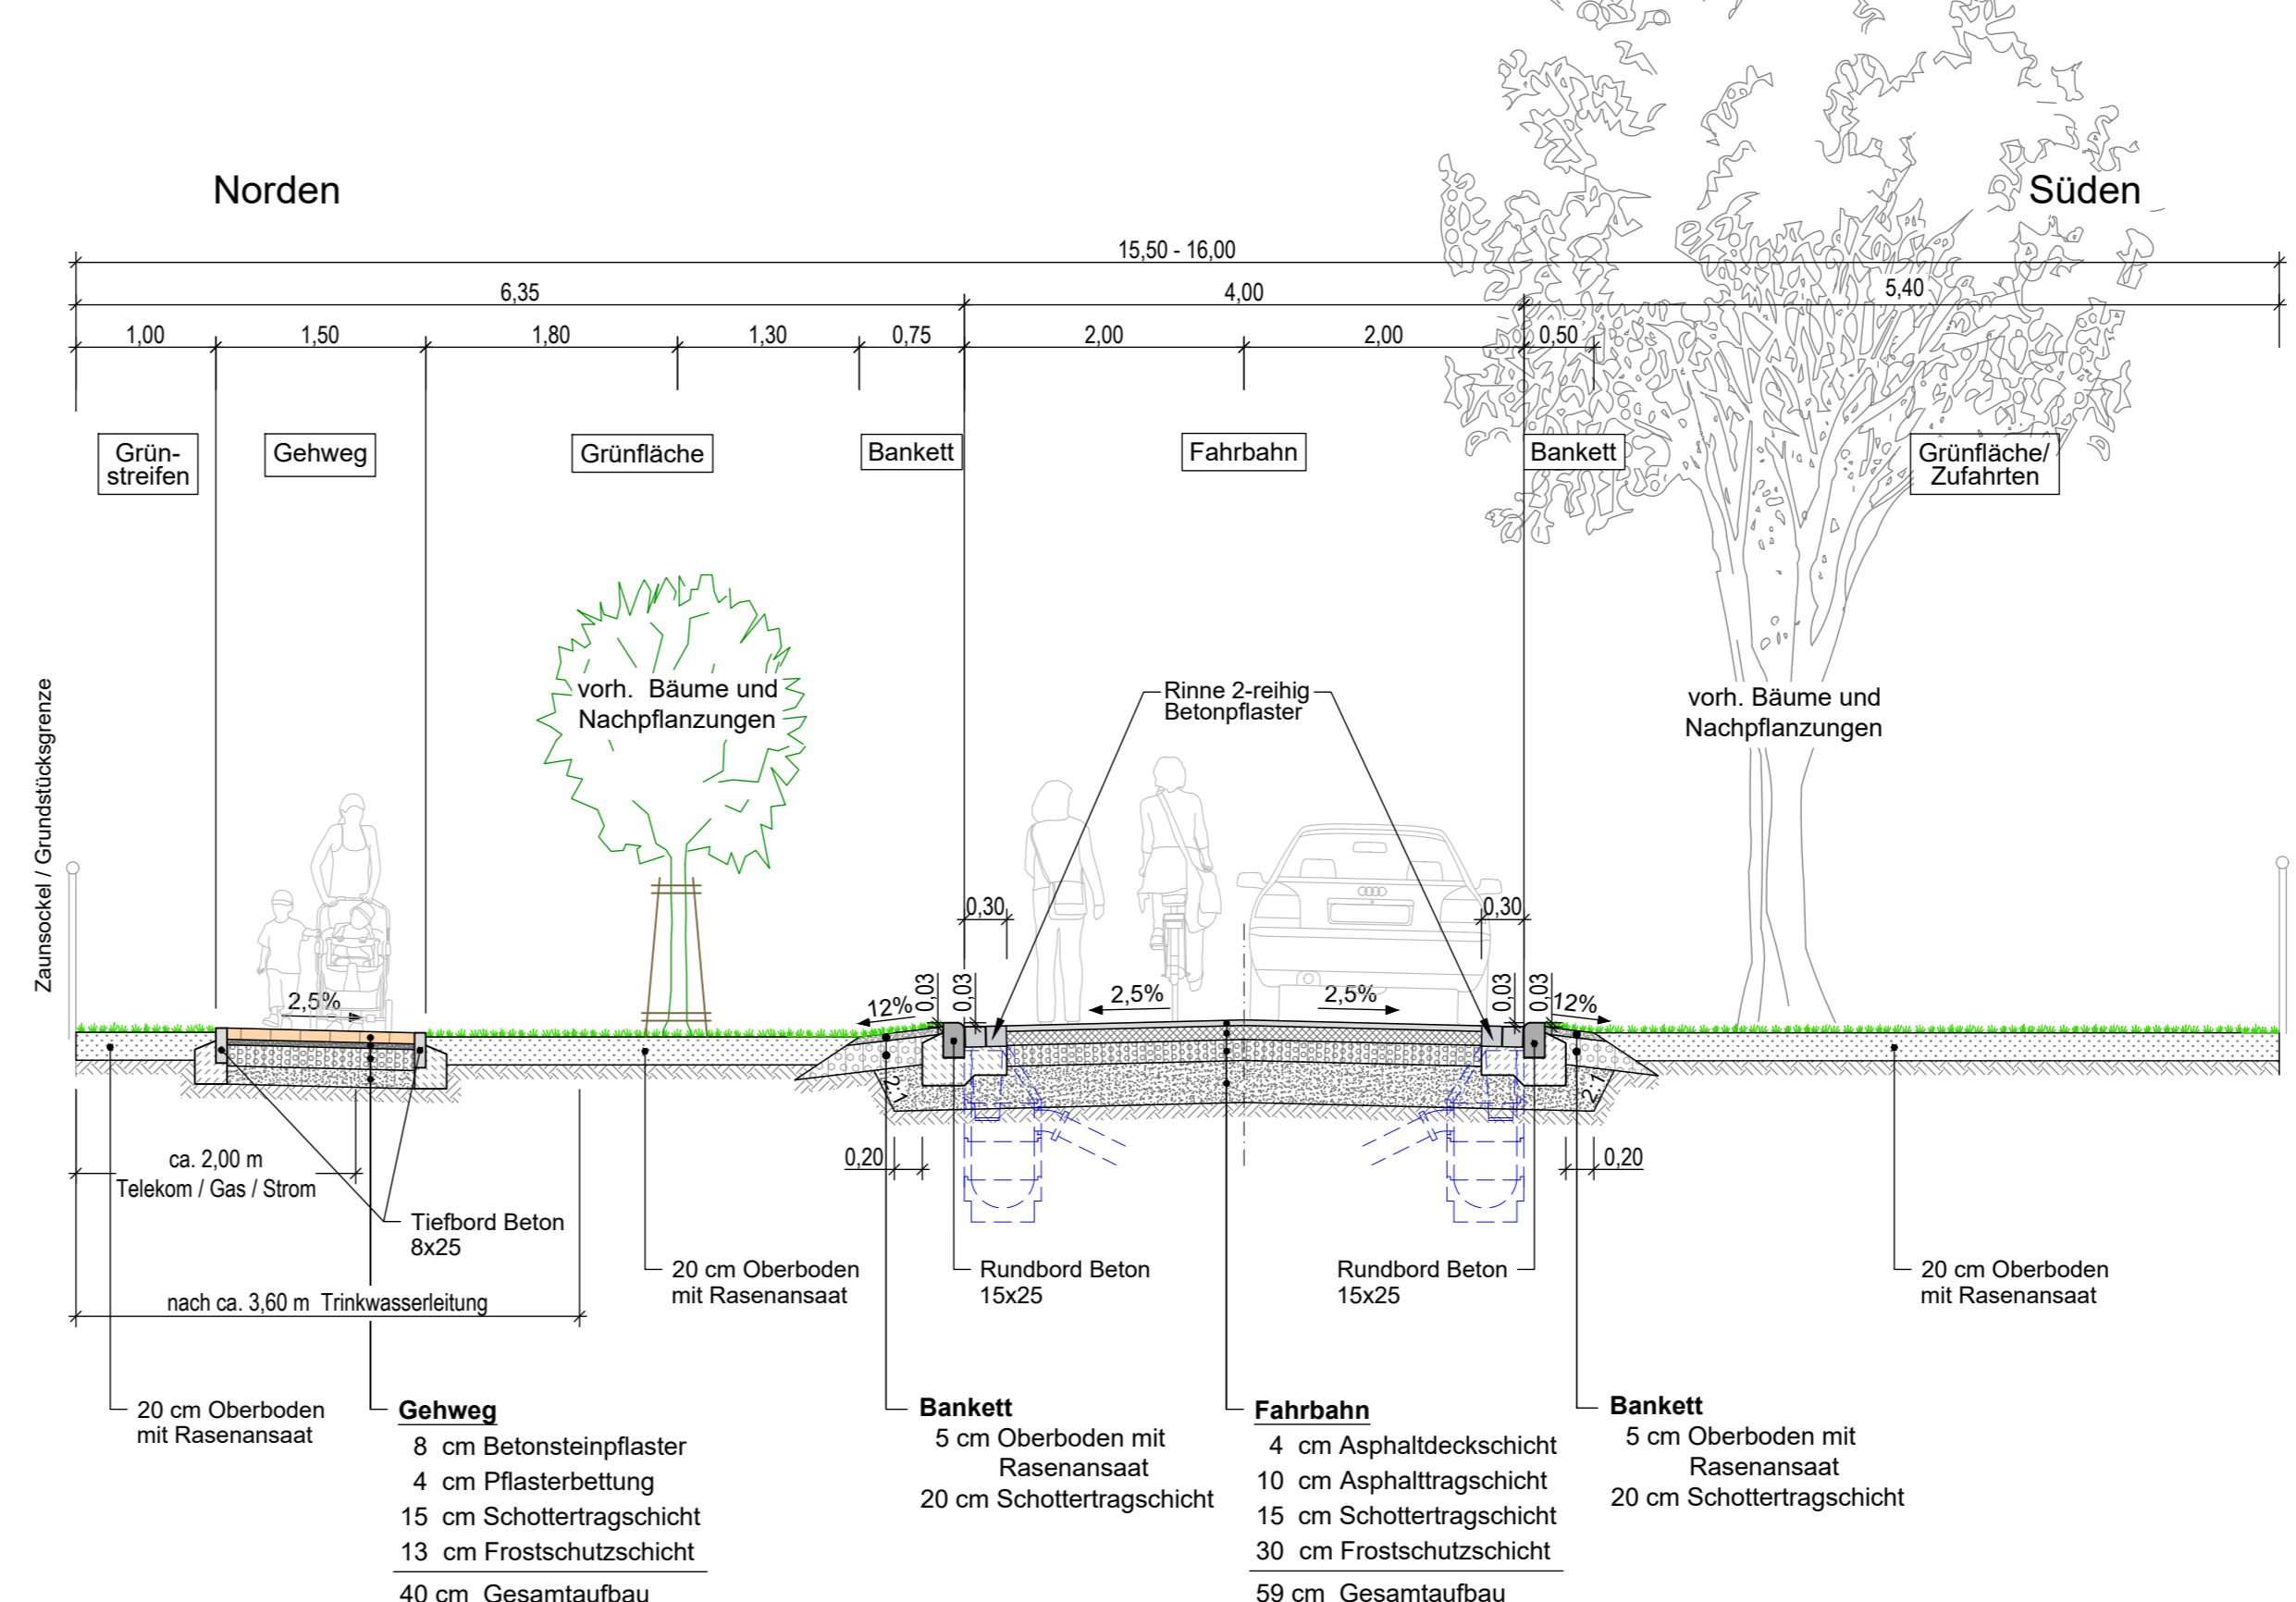 Norden
Süden
15,50 - 16,00
6,35
4,00
5,40
1,00
1,50
1,80
1,30
0,75
2,00
2,00
0,50
Grün-
streifen
Gehweg
Grünfläche
Bankett
Fahrbahn
Bankett
Grünfläche/
Zufahrten
Zaunsockel / Grundstücksgrenze
vorh. Bäume und
Nachpflanzungen
Rinne 2-reihig
Betonpflaster
vorh. Bäume und
Nachpflanzungen
0,30
0,30
2,5%
12%
0,03
0,03
2,5%
2,5%
0,03
0,03
12%
2:1
2:1
0,20
0,20
ca. 2,00 m
Telekom / Gas / Strom
Tiefbord Beton
8x25
nach ca. 3,60 m Trinkwasserleitung
20 cm Oberboden
mit Rasenansaat
Rundbord Beton
15x25
Rundbord Beton
15x25
20 cm Oberboden
mit Rasenansaat
20 cm Oberboden
mit Rasenansaat
Gehweg
8 cm Betonsteinpflaster
4 cm Pflasterbettung
15 cm Schottertragschicht
13 cm Frostschutzschicht
40 cm Gesamtaufbau
Bankett
5 cm Oberboden mit
Rasenansaat
20 cm Schottertragschicht
Fahrbahn
4 cm Asphaltdeckschicht
10 cm Asphalttragschicht
15 cm Schottertragschicht
30 cm Frostschutzschicht
59 cm Gesamtaufbau
Bankett
5 cm Oberboden mit
Rasenansaat
20 cm Schottertragschicht